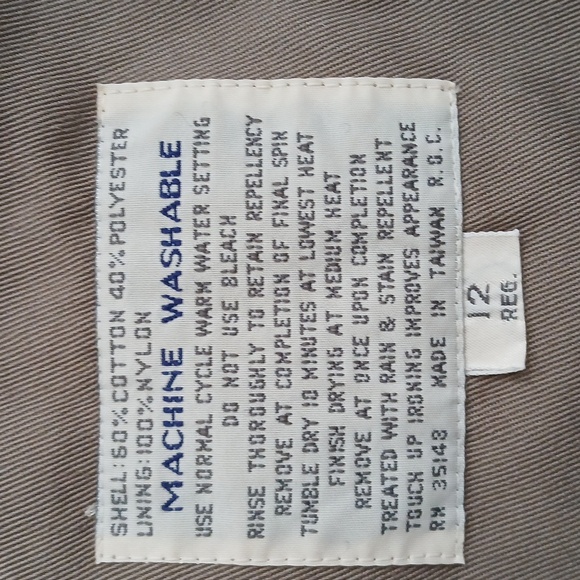 SHELL:60%COTTON 40%POLYESTER
LINING:100%NYLON
MACHINE WASHABLE
USE NORMAL CYCLE WARM WATER SETTING
DO NOT USE BLEACH
RINSE THOROUGHLY TO RETAIN REPELLENCY
REMOVE AT COMPLETION OF FINAL SPIN
TUMBLE DRY 10 MINUTES AT LOWEST HEAT
FINISH DRYING AT MEDIUM HEAT
REMOVE AT ONCE UPON COMPLETION
TREATED WITH RAIN & STAIN REPELLENT
TOUCH UP IRONING IMPROVES APPEARANCE
RN 35148 MADE IN TAIWAN R.O.C.
12
REG.